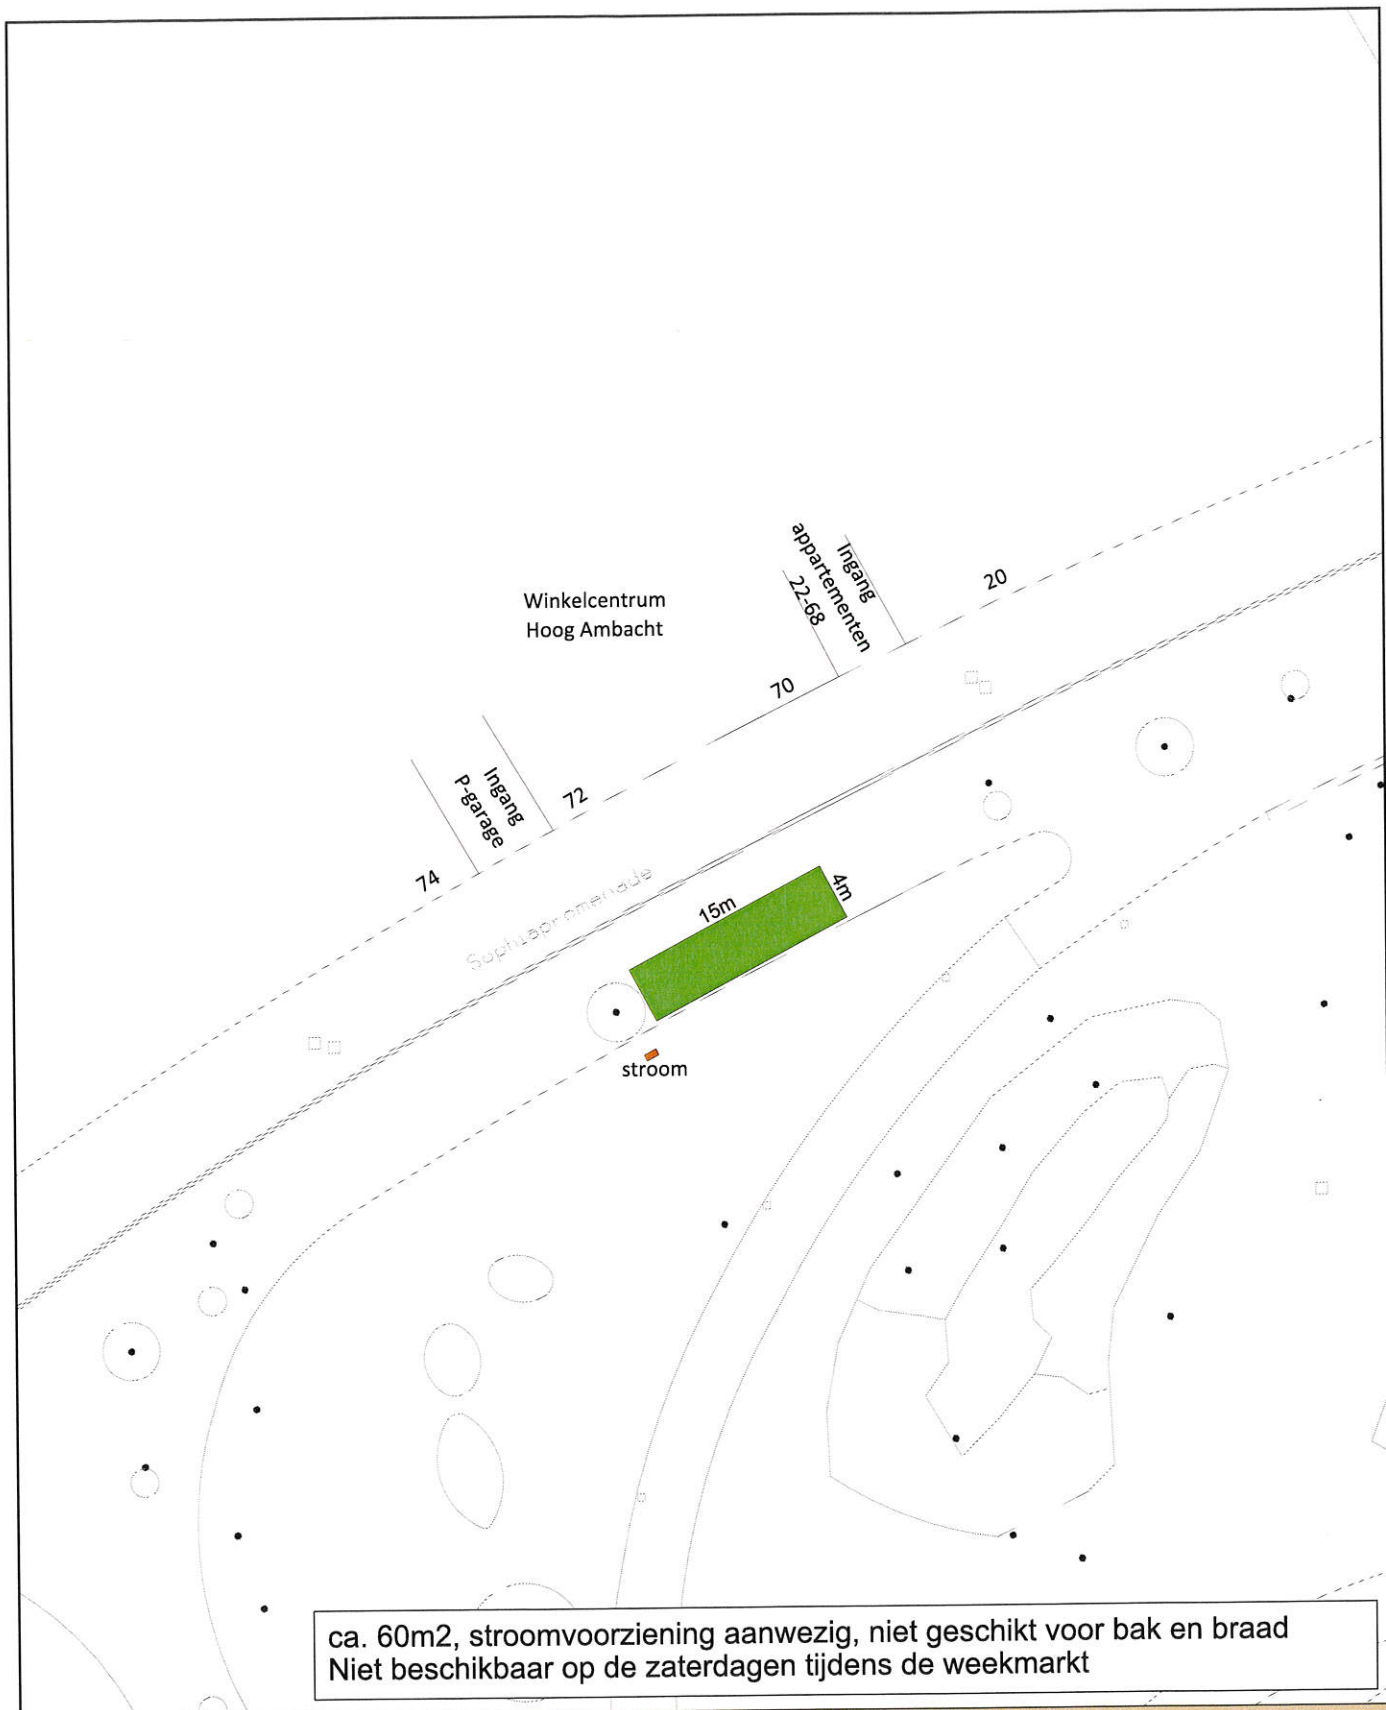 Ingang
appartementen
22-68
20
Winkelcentrum
Hoog Ambacht
70
Ingang
P-garage
72
74
Sophiapromenade
15m
4m
stroom
ca. 60m2, stroomvoorziening aanwezig, niet geschikt voor bak en braad
Niet beschikbaar op de zaterdagen tijdens de weekmarkt